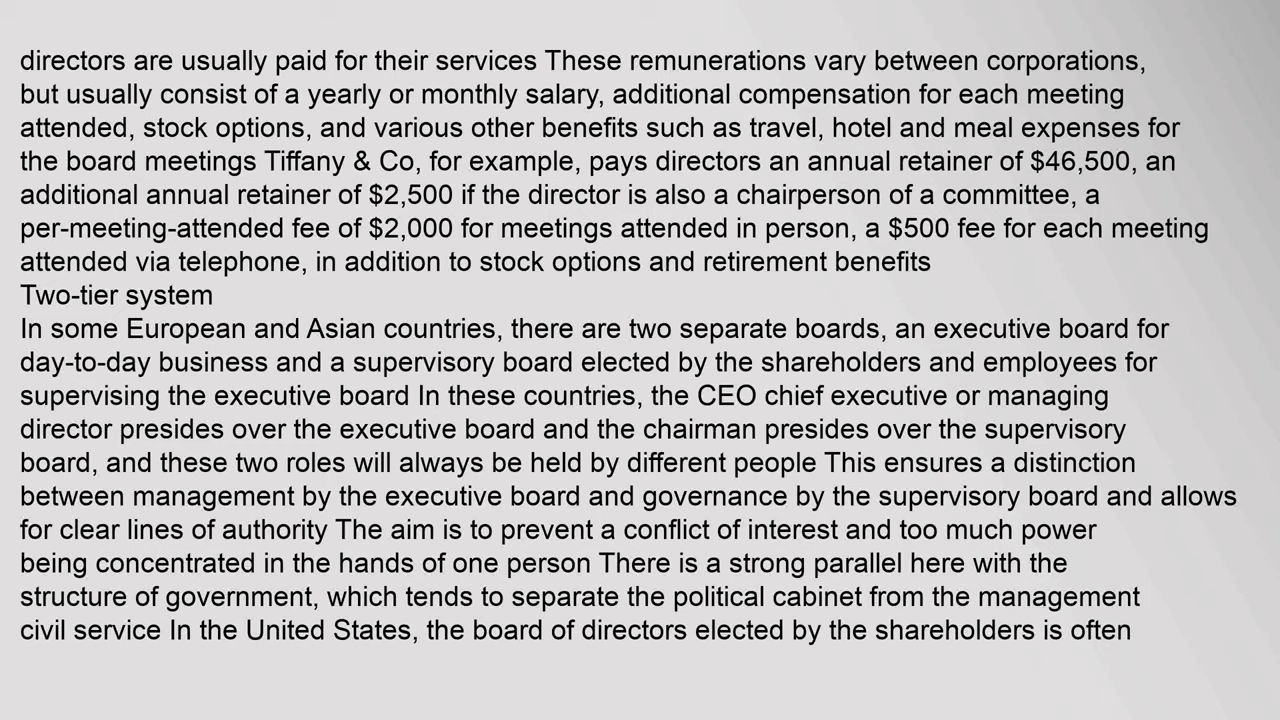 directors are usually paid for their services These remunerations vary between corporations,
but usually consist of a yearly or monthly salary, additional compensation for each meeting
attended, stock options, and various other benefits such as travel, hotel and meal expenses for
the board meetings Tiffany & Co, for example, pays directors an annual retainer of $46,500, an
additional annual retainer of $2,500 if the director is also a chairperson of a committee, a
per-meeting-attended fee of $2,000 for meetings attended in person, a $500 fee for each meeting
attended via telephone, in addition to stock options and retirement benefits
Two-tier system
In some European and Asian countries, there are two separate boards, an executive board for
day-to-day business and a supervisory board elected by the shareholders and employees for
supervising the executive board In these countries, the CEO chief executive or managing
director presides over the executive board and the chairman presides over the supervisory
board, and these two roles will always be held by different people This ensures a distinction
between management by the executive board and governance by the supervisory board and allows
for clear lines of authority The aim is to prevent a conflict of interest and too much power
being concentrated in the hands of one person There is a strong parallel here with the
structure of government, which tends to separate the political cabinet from the management
civil service In the United States, the board of directors elected by the shareholders is often